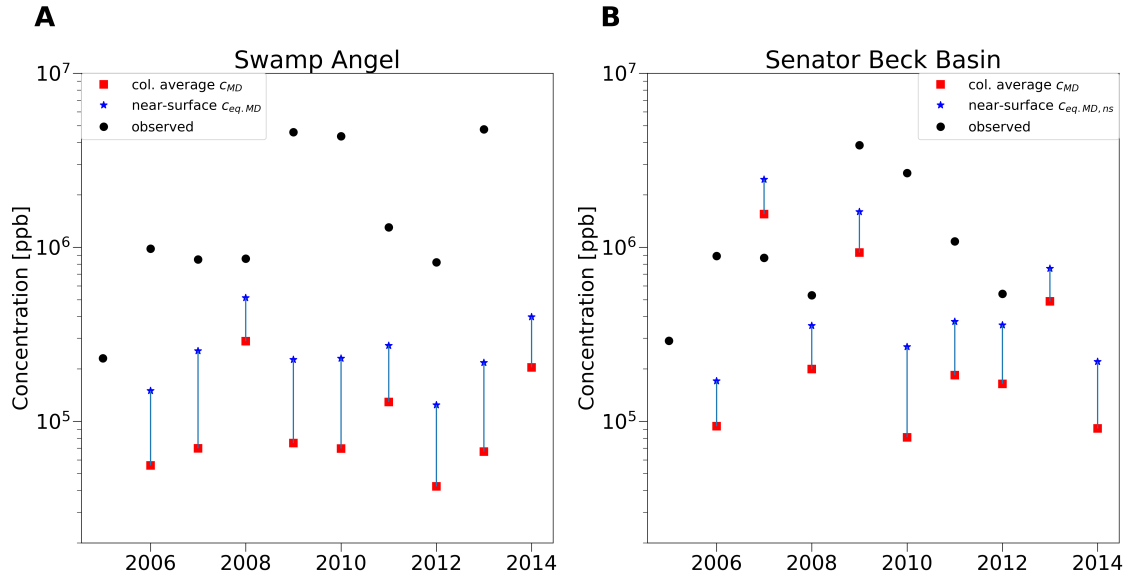 A
Swamp Angel
col. average c_MD
near-surface c_eq.MD
observed
Concentration [ppb]
10^7
10^6
10^5
2006 2008 2010 2012 2014
B
Senator Beck Basin
col. average c_MD
near-surface c_eq.MD,ns
observed
Concentration [ppb]
10^7
10^6
10^5
2006 2008 2010 2012 2014